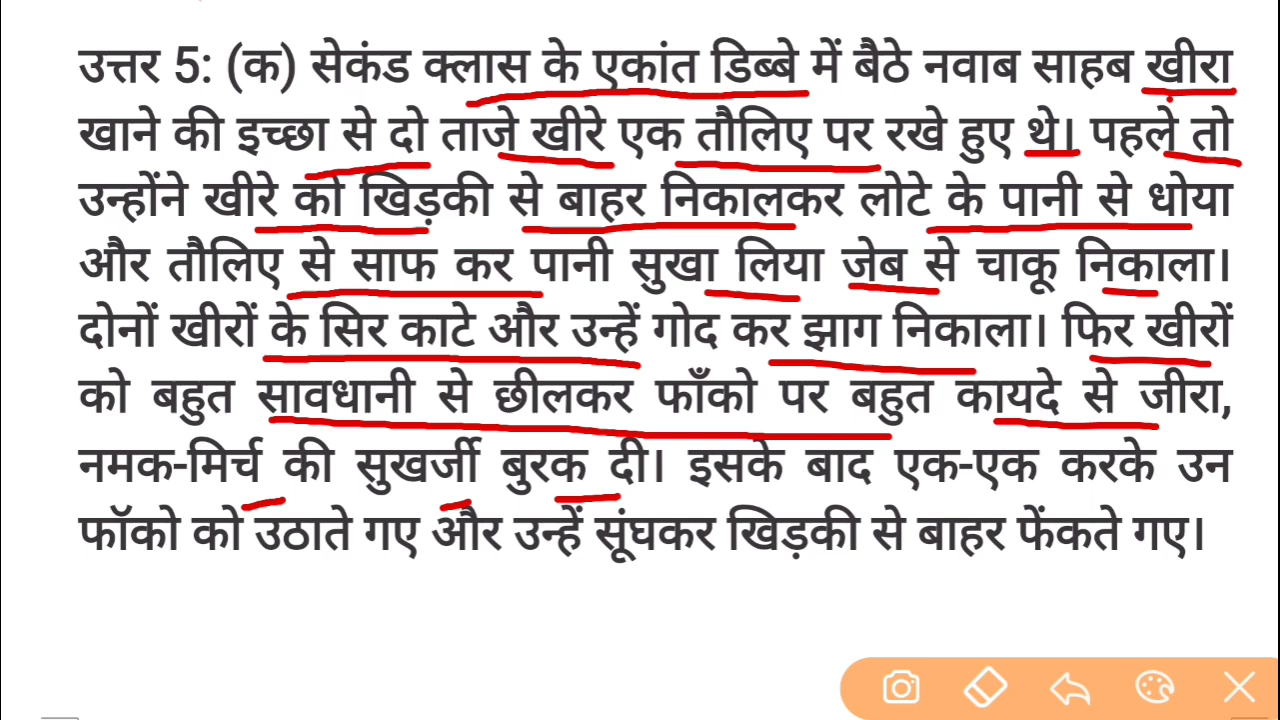 उत्तर 5: (क) सेकंड क्लास के एकांत डिब्बे में बैठे नवाब साहब खीरा
खाने की इच्छा से दो ताजे खीरे एक तौलिए पर रखे हुए थे। पहले तो
उन्होंने खीरे को खिड़की से बाहर निकालकर लोटे के पानी से धोया
और तौलिए से साफ कर पानी सुखा लिया जेब से चाकू निकाला।
दोनों खीरों के सिर काटे और उन्हें गोद कर झाग निकाला। फिर खीरों
को बहुत सावधानी से छीलकर फाँको पर बहुत कायदे से जीरा,
नमक-मिर्च की सुखर्जी बुरक दी। इसके बाद एक-एक करके उन
फॉको को उठाते गए और उन्हें सूंघकर खिड़की से बाहर फेंकते गए।